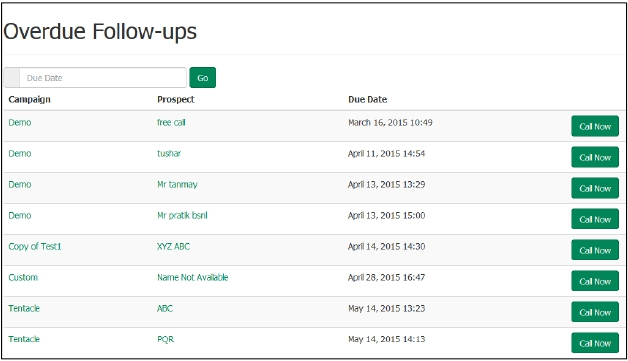 Overdue Follow-ups
Due Date Go
Campaign Prospect Due Date
Demo free call March 16, 2015 10:49 Call Now
Demo tushar April 11, 2015 14:54 Call Now
Demo Mr tanmay April 13, 2015 13:29 Call Now
Demo Mr pratik bsnl April 13, 2015 15:00 Call Now
Copy of Test1 XYZ ABC April 14, 2015 14:30 Call Now
Custom Name Not Available April 28, 2015 16:47 Call Now
Tentacle ABC May 14, 2015 13:23 Call Now
Tentacle PQR May 14, 2015 14:13 Call Now